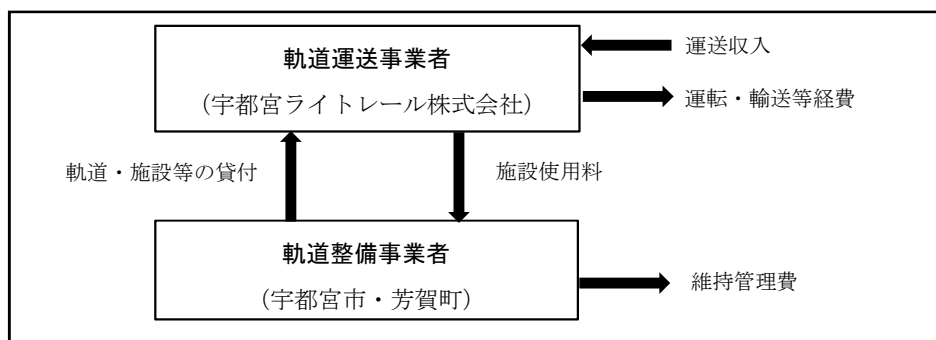 軌道運送事業者
（宇都宮ライトレール株式会社）
運送収入
運転・輸送等経費
軌道・施設等の貸付
施設使用料
軌道整備事業者
（宇都宮市・芳賀町）
維持管理費